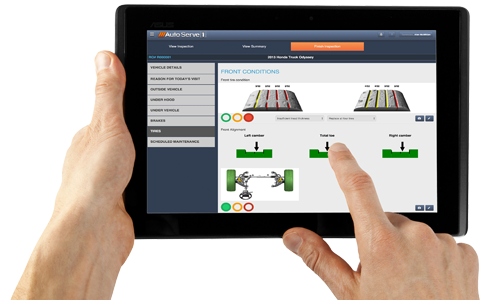 ASUS
AutoServe1
View Inspection
View Summary
Finish Inspection
2013 Honda Truck Odyssey
VEHICLE DETAILS
REASON FOR TODAY'S VISIT
OUTSIDE VEHICLE
UNDER HOOD
UNDER VEHICLE
BRAKES
TIRES
SCHEDULED MAINTENANCE
FRONT CONDITIONS
Front tire condition
Front Alignment
Left camber
Total toe
Right camber